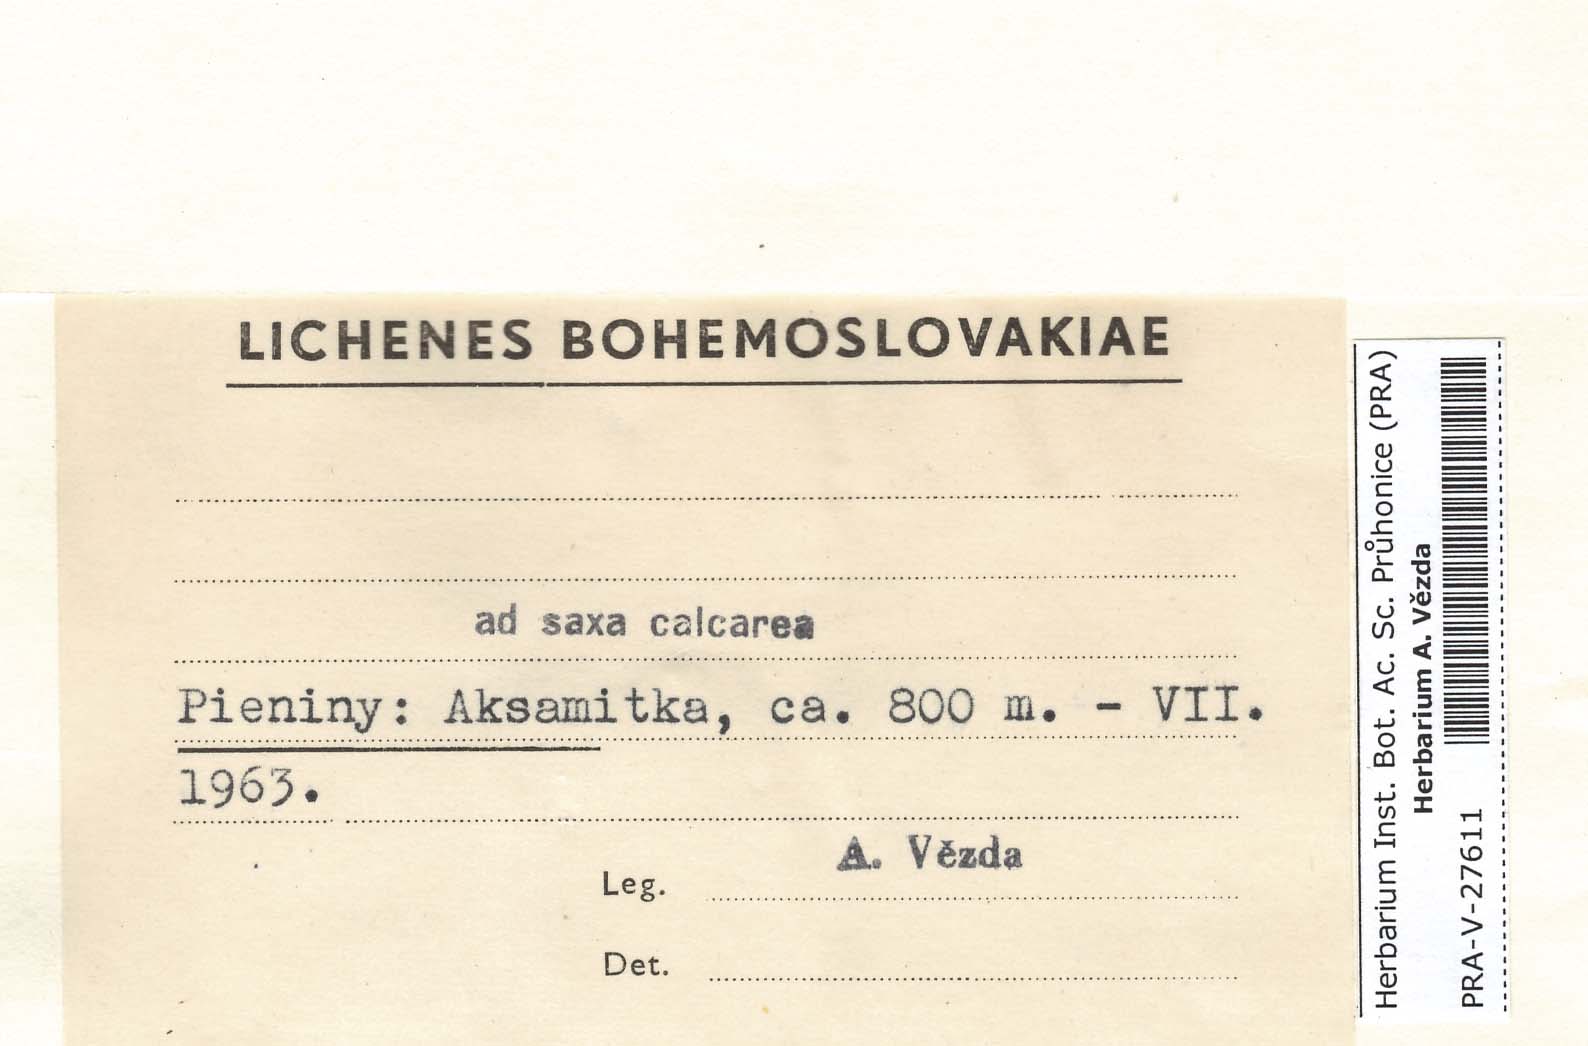 LICHENES BOHEMOSLOVAKIAE
ad saxa calcarea
Pieniny: Aksamitka, ca. 800 m. - VII.
1963.
A. Vězda
Leg.
Det.
Herbarium Inst. Bot. Ac. Sc. Průhonice (PRA)
Herbarium A. Vězda
PRA-V-27611